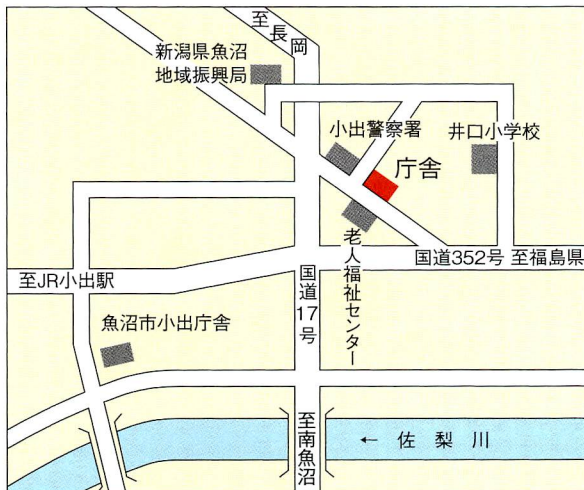 至長岡
新潟県魚沼
地域振興局
小出警察署
井口小学校
庁舎
老人福祉センター
国道352号 至福島県
至JR小出駅
国道17号
魚沼市小出庁舎
至南魚沼
← 佐梨川